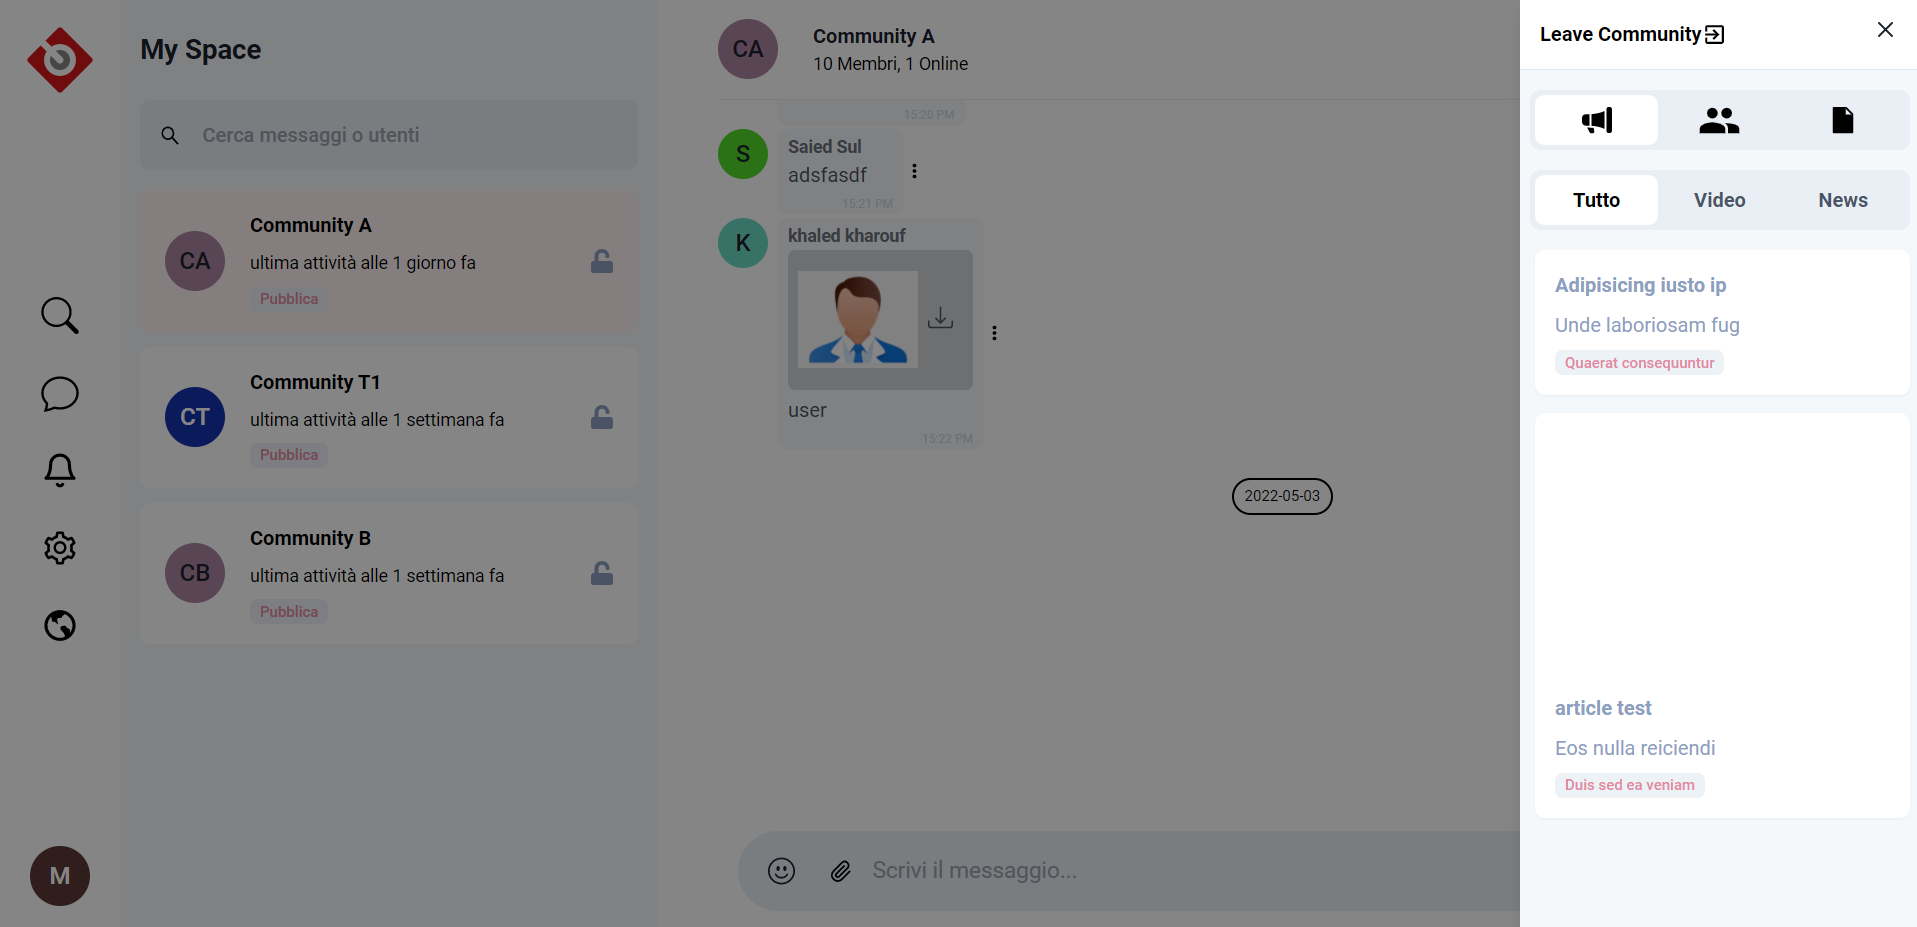 My Space
Cerca messaggi o utenti
CA
Community A
ultima attività alle 1 giorno fa
Pubblica
CT
Community T1
ultima attività alle 1 settimana fa
Pubblica
CB
Community B
ultima attività alle 1 settimana fa
Pubblica
M
CA
Community A
10 Membri, 1 Online
15:20 PM
S
Saied Sul
adsfasdf
15:21 PM
K
khaled kharouf
user
15:22 PM
2022-05-03
Scrivi il messaggio...
Leave Community
Tutto Video News
Adipisicing iusto ip
Unde laboriosam fug
Quaerat consequuntur
article test
Eos nulla reiciendi
Duis sed ea veniam